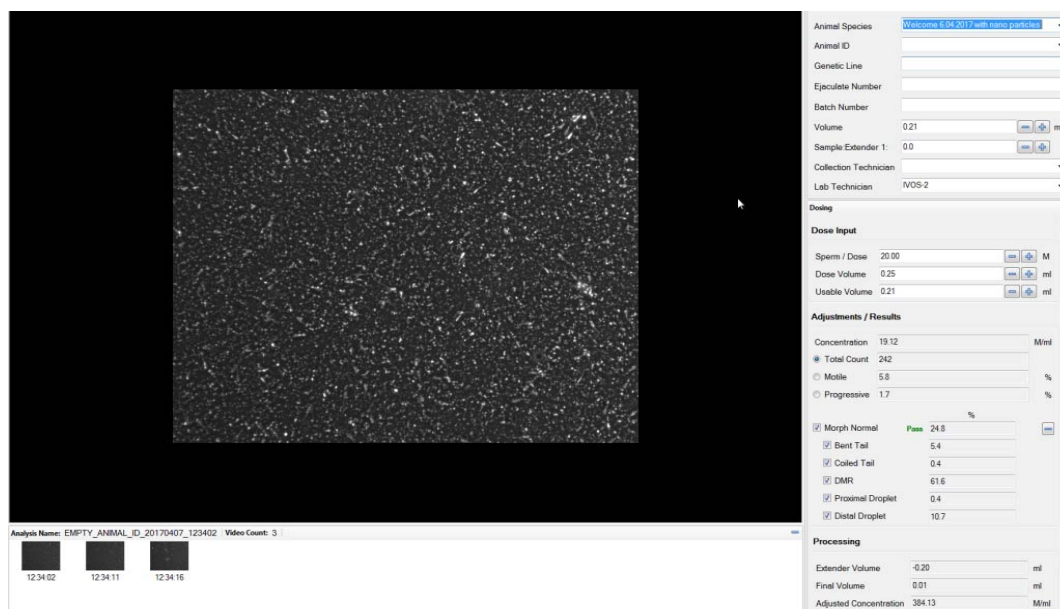 Animal Species Welcome 6.04.2017 with nano particles
Animal ID
Genetic Line
Ejaculate Number
Batch Number
Volume 0.21 m
Sample:Extender 1: 0.0
Collection Technician
Lab Technician IVOS-2
Dosing
Dose Input
Sperm / Dose 20.00 M
Dose Volume 0.25 ml
Usable Volume 0.21 ml
Adjustments / Results
Concentration 19.12 M/ml
Total Count 242
Motile 5.8 %
Progressive 1.7 %
%
Morph Normal Pass 24.8
Bent Tail 5.4
Coiled Tail 0.4
DMR 61.6
Proximal Droplet 0.4
Distal Droplet 10.7
Analysis Name: EMPTY_ANIMAL_ID_20170407_123402 Video Count: 3
12:34:02 12:34:11 12:34:16
Processing
Extender Volume -0.20 ml
Final Volume 0.01 ml
Adjusted Concentration 384.13 M/ml